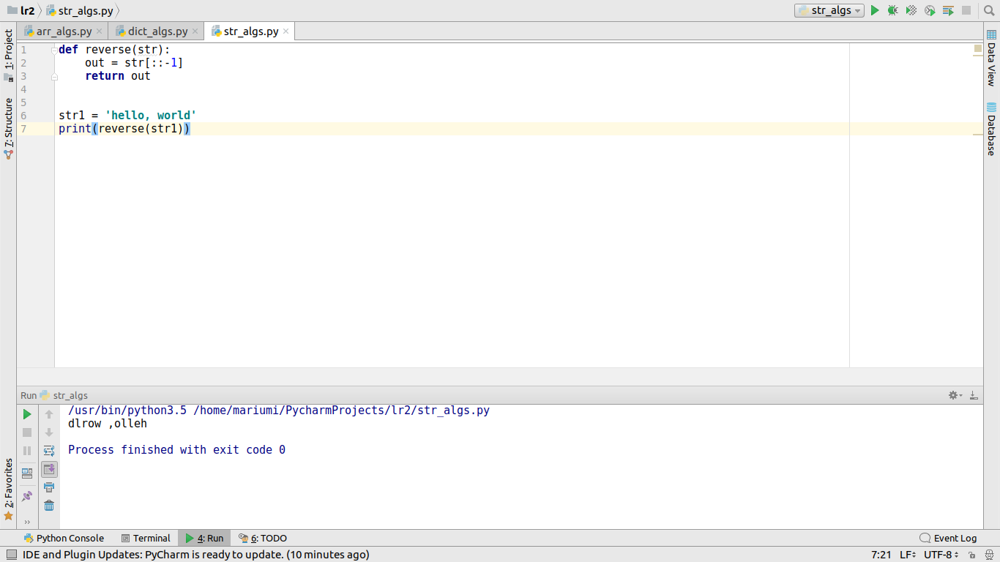 lr2 str_algs.py str_algs
arr_algs.py dict_algs.py str_algs.py
1: Project
7: Structure
2: Favorites
1 def reverse(str):
2     out = str[::-1]
3     return out
4
5
6 str1 = 'hello, world'
7 print(reverse(str1))
Data View
Database
Run str_algs
/usr/bin/python3.5 /home/mariumi/PycharmProjects/lr2/str_algs.py
dlrow ,olleh
Process finished with exit code 0
Python Console Terminal 4: Run 6: TODO Event Log
IDE and Plugin Updates: PyCharm is ready to update. (10 minutes ago) 7:21 LF UTF-8